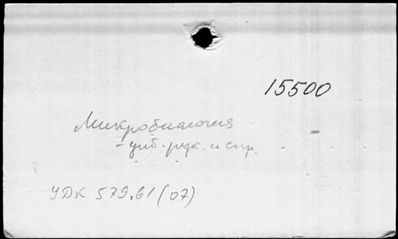 15500
Микробиология
- учеб. рук. и спр.
УДК 579.61 (07)